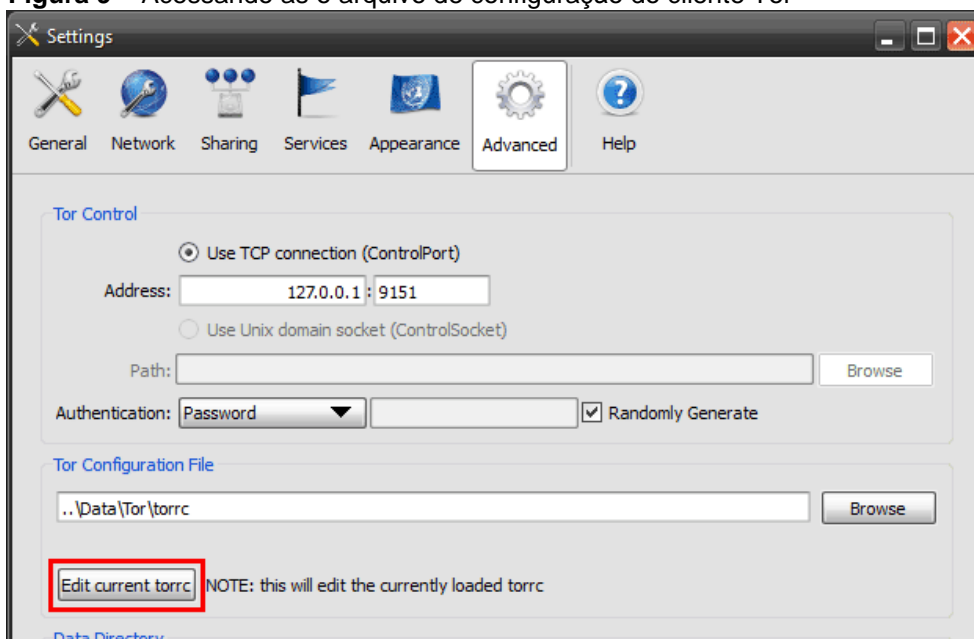 Figura 9 – Acessando as o arquivo de configuração do cliente Tor
Settings
General Network Sharing Services Appearance Advanced Help
Tor Control
Use TCP connection (ControlPort)
Address: 127.0.0.1 : 9151
Use Unix domain socket (ControlSocket)
Path: Browse
Authentication: Password Randomly Generate
Tor Configuration File
..\Data\Tor\torrc Browse
Edit current torrc NOTE: this will edit the currently loaded torrc
Data Directory